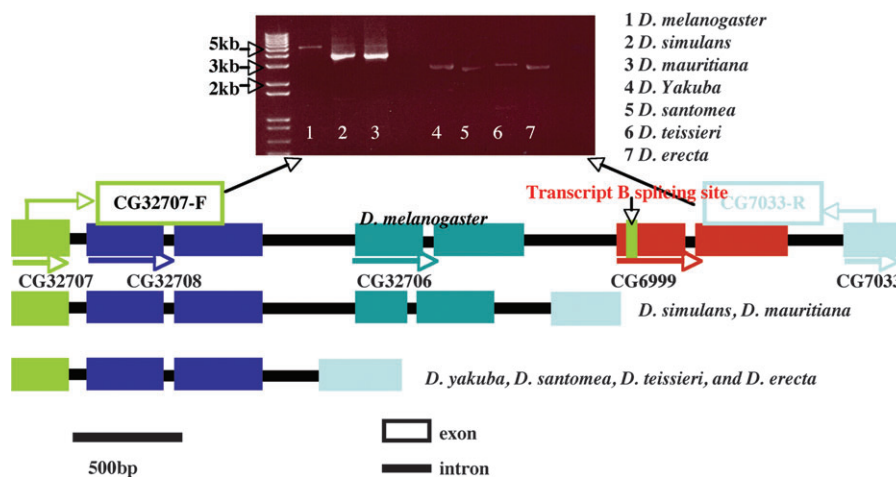 5kb
3kb
2kb
1 2 3 4 5 6 7
1 D. melanogaster
2 D. simulans
3 D. mauritiana
4 D. Yakuba
5 D. santomea
6 D. teissieri
7 D. erecta
CG32707-F
Transcript B splicing site
CG7033-R
D. melanogaster
CG32707
CG32708
CG32706
CG6999
CG7033
D. simulans, D. mauritiana
D. yakuba, D. santomea, D. teissieri, and D. erecta
500bp
exon
intron